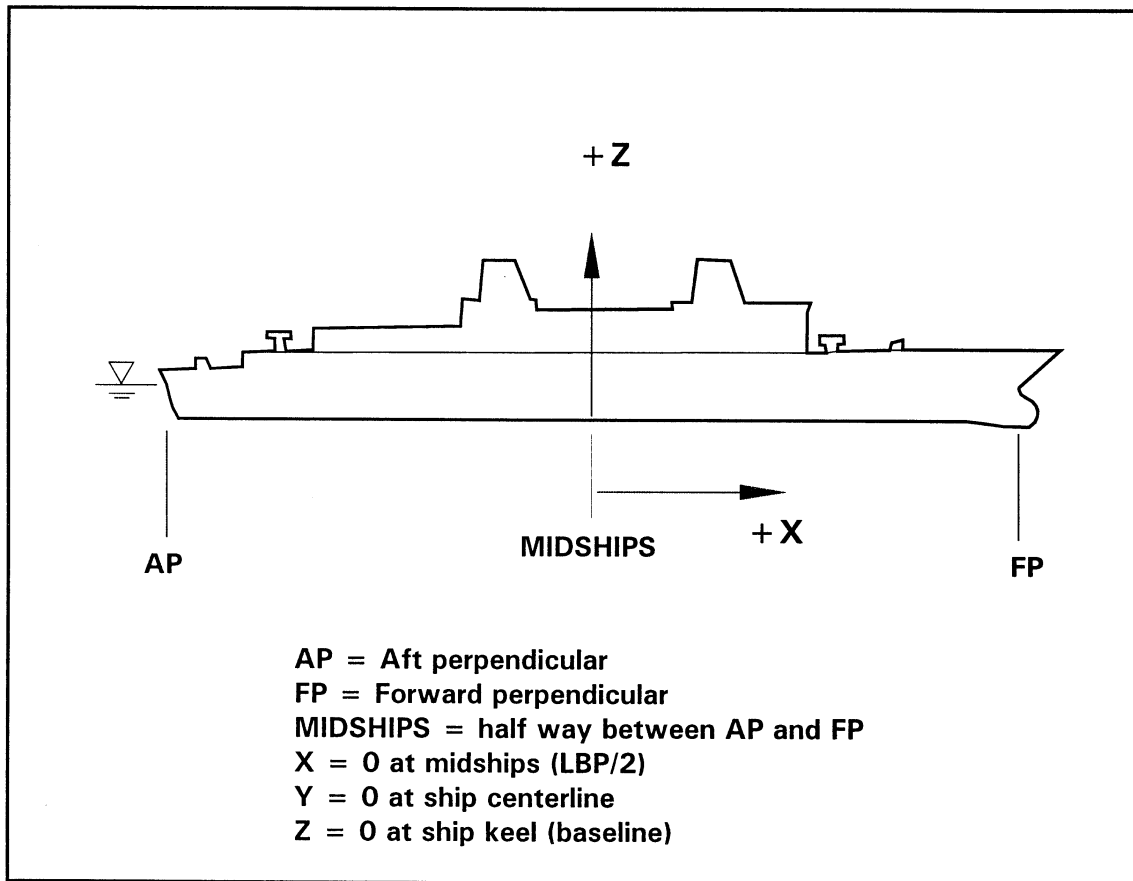 + Z
MIDSHIPS
+ X
AP
FP
AP = Aft perpendicular
FP = Forward perpendicular
MIDSHIPS = half way between AP and FP
X = 0 at midships (LBP/2)
Y = 0 at ship centerline
Z = 0 at ship keel (baseline)